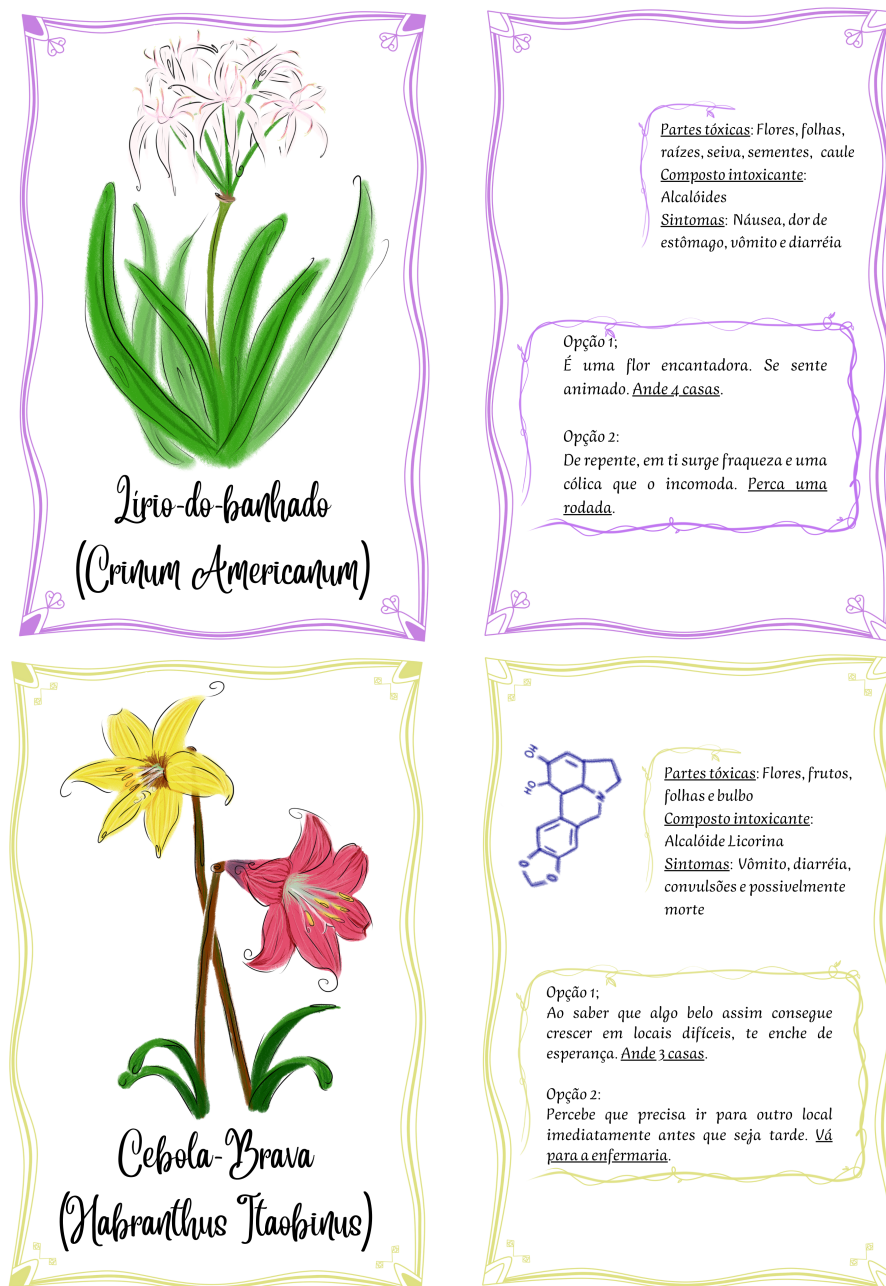 Lírio-do-banhado
(Crinum Americanum)
Partes tóxicas: Flores, folhas,
raízes, seiva, sementes, caule
Composto intoxicante:
Alcalóides
Sintomas: Náusea, dor de
estômago, vômito e diarréia
Opção 1;
É uma flor encantadora. Se sente
animado. Ande 4 casas.
Opção 2:
De repente, em ti surge fraqueza e uma
cólica que o incomoda. Perca uma
rodada.
Cebola-Brava
(Habranthus Itaobinus)
OH
HO
N
O
O
Partes tóxicas: Flores, frutos,
folhas e bulbo
Composto intoxicante:
Alcalóide Licorina
Sintomas: Vômito, diarréia,
convulsões e possivelmente
morte
Opção 1;
Ao saber que algo belo assim consegue
crescer em locais difíceis, te enche de
esperança. Ande 3 casas.
Opção 2:
Percebe que precisa ir para outro local
imediatamente antes que seja tarde. Vá
para a enfermaria.